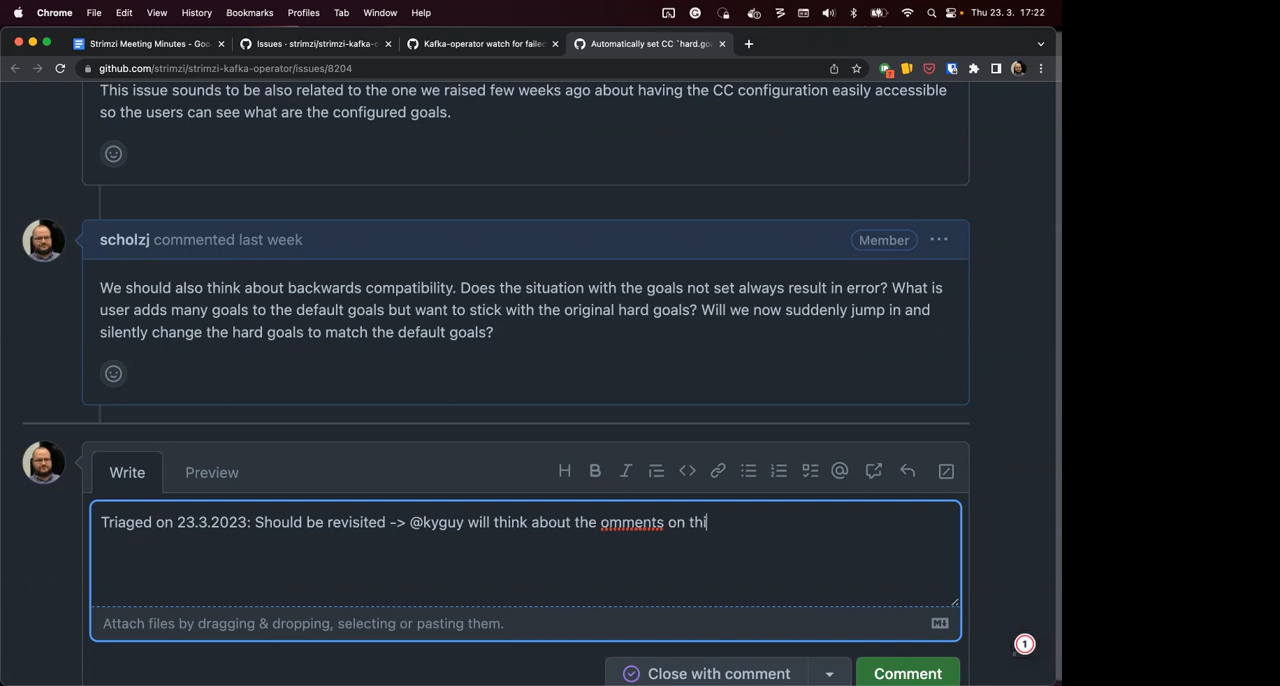 Chrome File Edit View History Bookmarks Profiles Tab Window Help Thu 23. 3. 17:22
Strimzi Meeting Minutes - Goo Issues · strimzi/strimzi-kafka-o Kafka-operator watch for failed Automatically set CC `hard.goa
github.com/strimzi/strimzi-kafka-operator/issues/8204 7
This issue sounds to be also related to the one we raised few weeks ago about having the CC configuration easily accessible
so the users can see what are the configured goals.
scholzj commented last week Member
We should also think about backwards compatibility. Does the situation with the goals not set always result in error? What is
user adds many goals to the default goals but want to stick with the original hard goals? Will we now suddenly jump in and
silently change the hard goals to match the default goals?
Write Preview
Triaged on 23.3.2023: Should be revisited -> @kyguy will think about the omments on thi
Attach files by dragging & dropping, selecting or pasting them.
1
Close with comment Comment